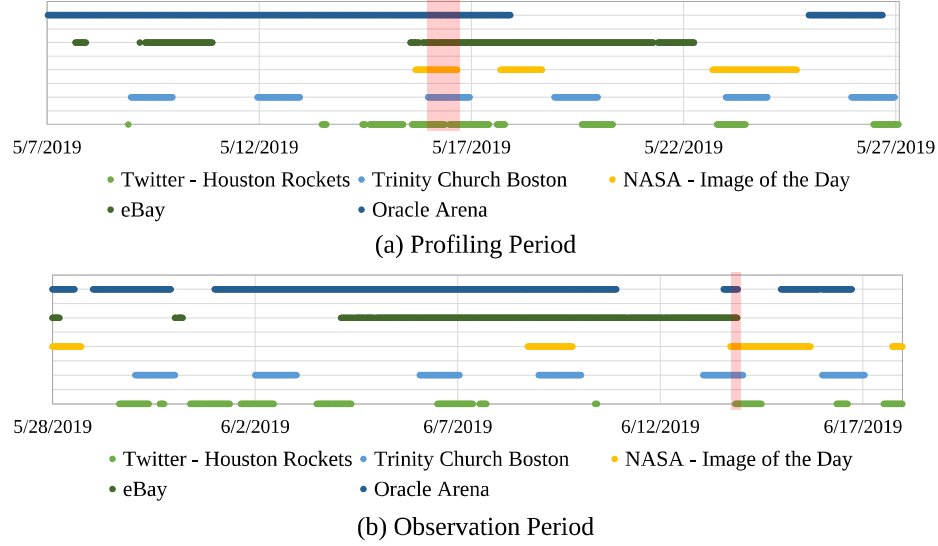 5/7/2019 5/12/2019 5/17/2019 5/22/2019 5/27/2019
Twitter - Houston Rockets Trinity Church Boston NASA - Image of the Day
eBay Oracle Arena
(a) Profiling Period
5/28/2019 6/2/2019 6/7/2019 6/12/2019 6/17/2019
Twitter - Houston Rockets Trinity Church Boston NASA - Image of the Day
eBay Oracle Arena
(b) Observation Period